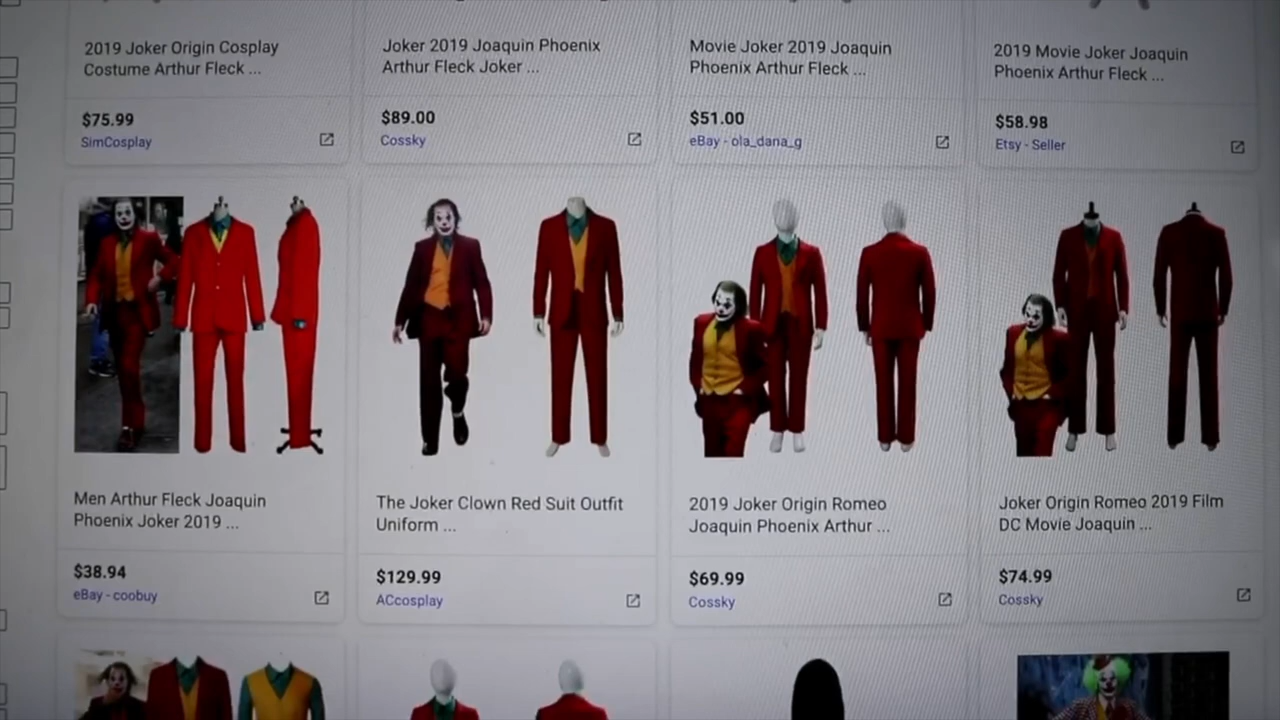 2019 Joker Origin Cosplay
Costume Arthur Fleck ...
$75.99
SimCosplay
Joker 2019 Joaquin Phoenix
Arthur Fleck Joker ...
$89.00
Cossky
Movie Joker 2019 Joaquin
Phoenix Arthur Fleck ...
$51.00
eBay - ola_dana_g
2019 Movie Joker Joaquin
Phoenix Arthur Fleck ...
$58.98
Etsy - Seller
Men Arthur Fleck Joaquin
Phoenix Joker 2019 ...
$38.94
eBay - coobuy
The Joker Clown Red Suit Outfit
Uniform ...
$129.99
ACcosplay
2019 Joker Origin Romeo
Joaquin Phoenix Arthur ...
$69.99
Cossky
Joker Origin Romeo 2019 Film
DC Movie Joaquin ...
$74.99
Cossky